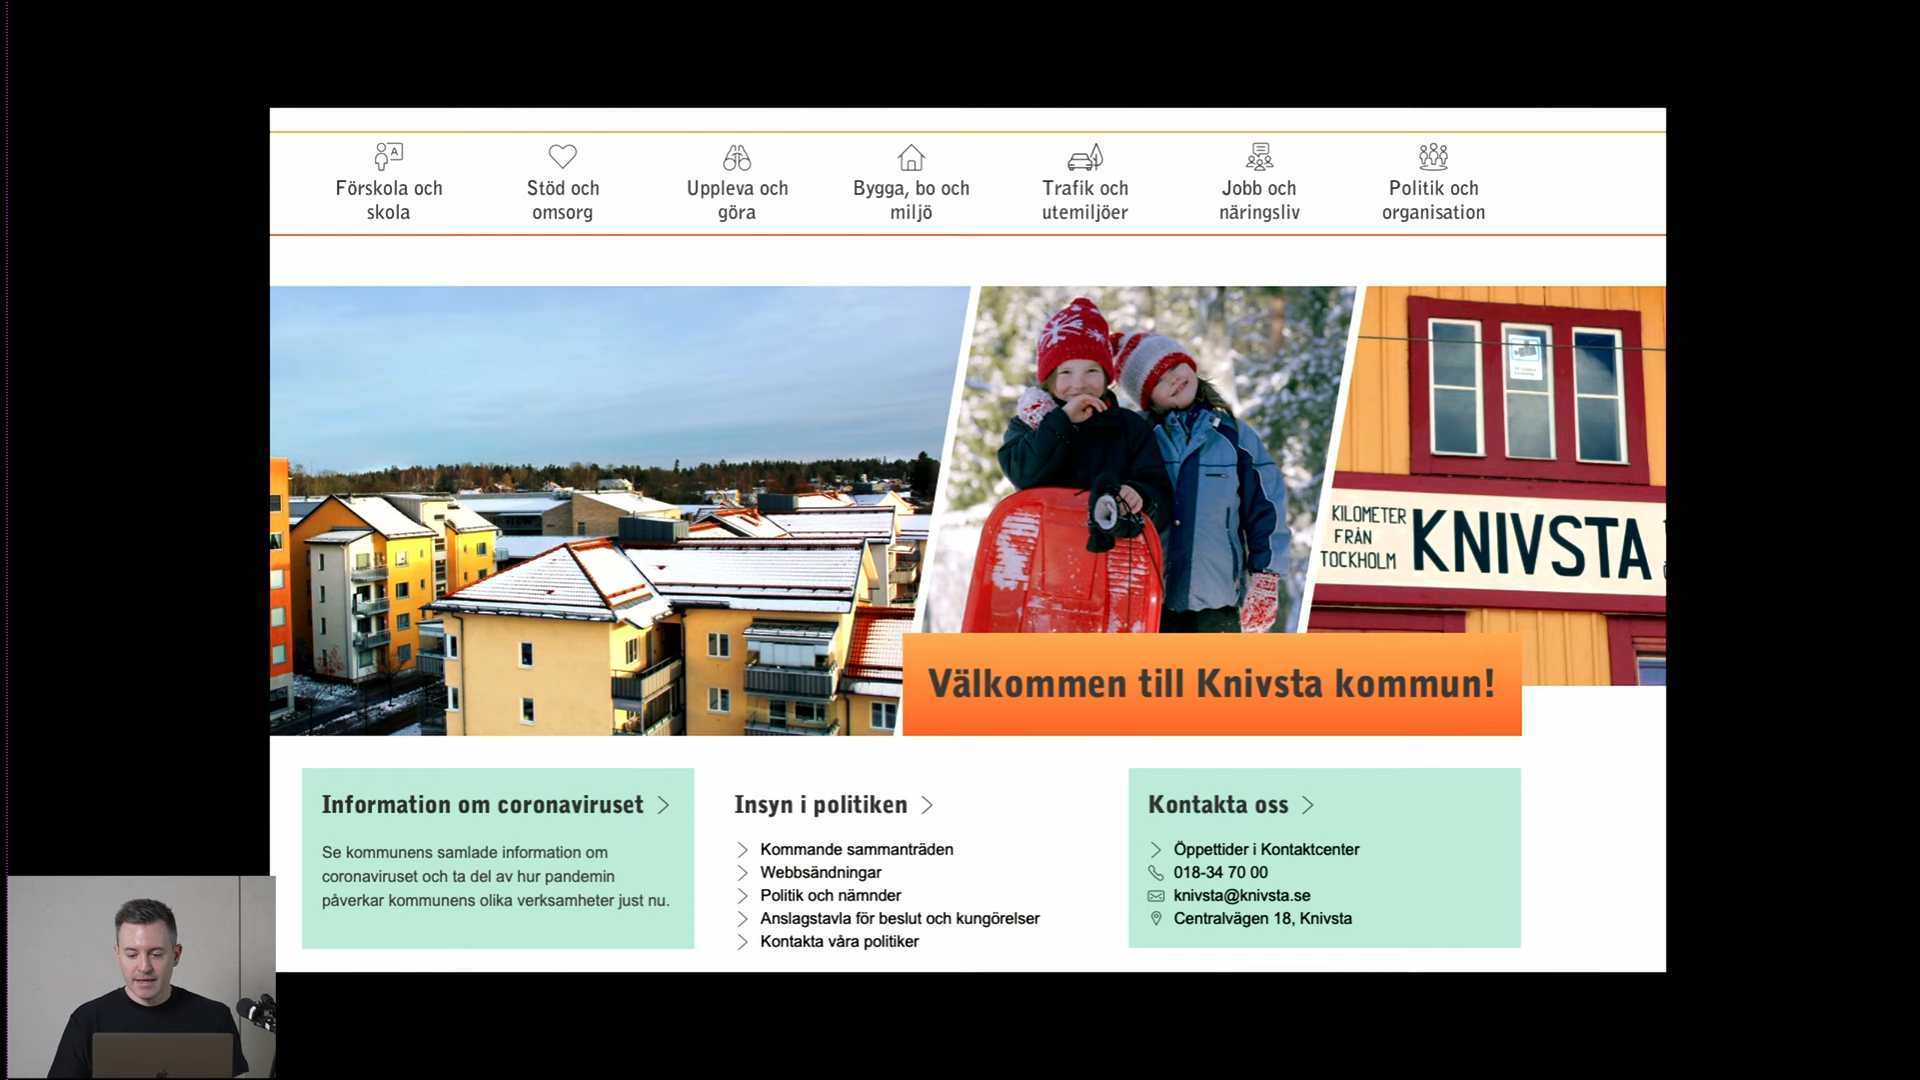 A
Förskola och
skola
Stöd och
omsorg
Uppleva och
göra
Bygga, bo och
miljö
Trafik och
utemiljöer
Jobb och
näringsliv
Politik och
organisation
KILOMETER
FRÅN
TOCKHOLM
KNIVSTA
Välkommen till Knivsta kommun!
Information om coronaviruset
Se kommunens samlade information om
coronaviruset och ta del av hur pandemin
påverkar kommunens olika verksamheter just nu.
Insyn i politiken
Kommande sammanträden
Webbsändningar
Politik och nämnder
Anslagstavla för beslut och kungörelser
Kontakta våra politiker
Kontakta oss
Öppettider i Kontaktcenter
018-34 70 00
knivsta@knivsta.se
Centralvägen 18, Knivsta